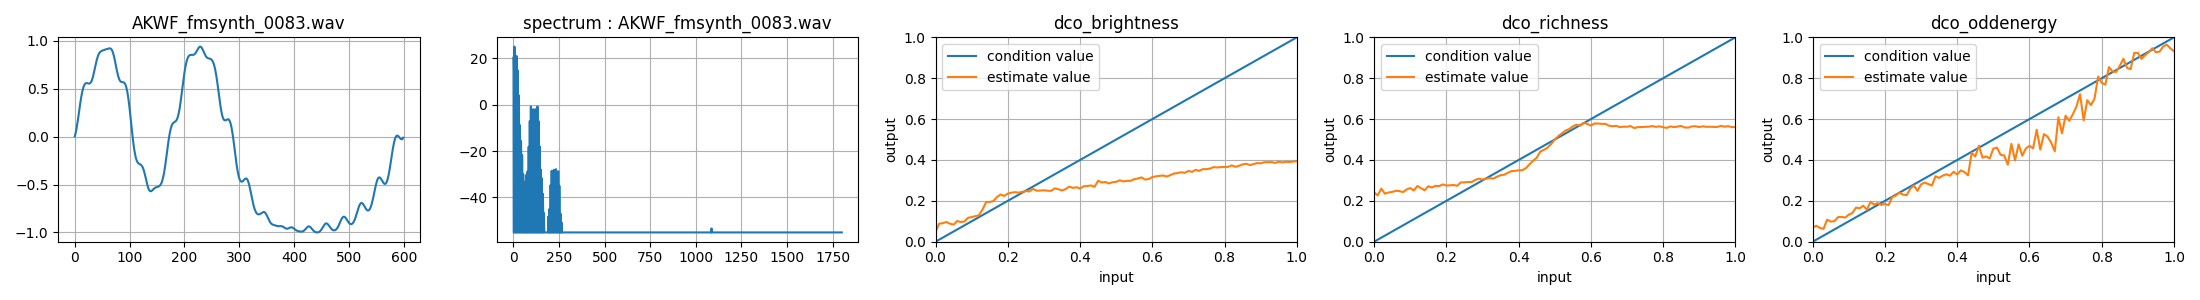 AKWF_fmsynth_0083.wav
1.0
0.5
0.0
−0.5
−1.0
0 100 200 300 400 500 600
spectrum : AKWF_fmsynth_0083.wav
20
0
−20
−40
0 250 500 750 1000 1250 1500 1750
dco_brightness
condition value
estimate value
output
1.0
0.8
0.6
0.4
0.2
0.0
0.0 0.2 0.4 0.6 0.8 1.0
input
dco_richness
condition value
estimate value
output
1.0
0.8
0.6
0.4
0.2
0.0
0.0 0.2 0.4 0.6 0.8 1.0
input
dco_oddenergy
condition value
estimate value
output
1.0
0.8
0.6
0.4
0.2
0.0
0.0 0.2 0.4 0.6 0.8 1.0
input